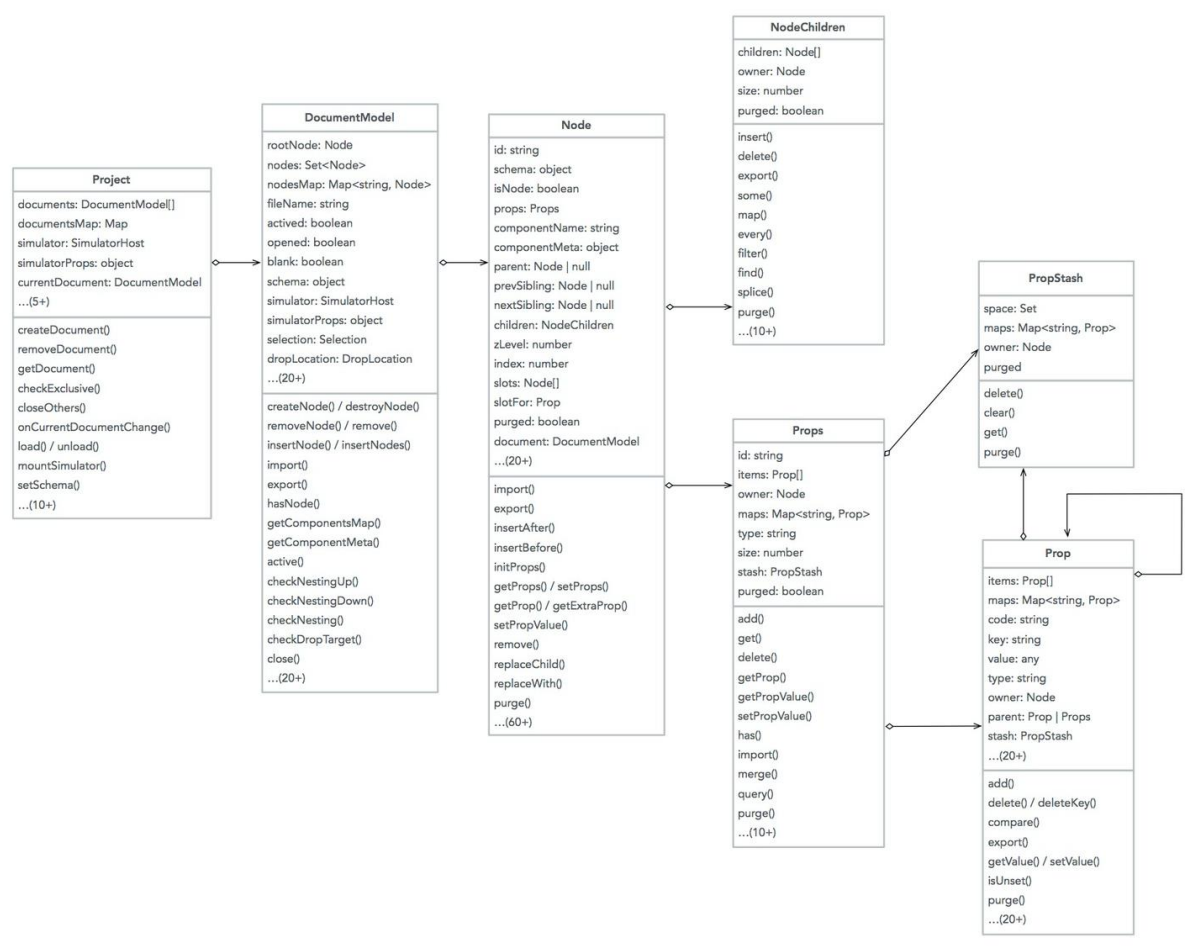 Project
documents: DocumentModel[]
documentsMap: Map
simulator: SimulatorHost
simulatorProps: object
currentDocument: DocumentModel
...(5+)
createDocument()
removeDocument()
getDocument()
checkExclusive()
closeOthers()
onCurrentDocumentChange()
load() / unload()
mountSimulator()
setSchema()
...(10+)
DocumentModel
rootNode: Node
nodes: Set<Node>
nodesMap: Map<string, Node>
fileName: string
actived: boolean
opened: boolean
blank: boolean
schema: object
simulator: SimulatorHost
simulatorProps: object
selection: Selection
dropLocation: DropLocation
...(20+)
createNode() / destroyNode()
removeNode() / remove()
insertNode() / insertNodes()
import()
export()
hasNode()
getComponentsMap()
getComponentMeta()
active()
checkNestingUp()
checkNestingDown()
checkNesting()
checkDropTarget()
close()
...(20+)
Node
id: string
schema: object
isNode: boolean
props: Props
componentName: string
componentMeta: object
parent: Node | null
prevSibling: Node | null
nextSibling: Node | null
children: NodeChildren
zLevel: number
index: number
slots: Node[]
slotFor: Prop
purged: boolean
document: DocumentModel
...(20+)
import()
export()
insertAfter()
insertBefore()
initProps()
getProps() / setProps()
getProp() / getExtraProp()
setPropValue()
remove()
replaceChild()
replaceWith()
purge()
...(60+)
NodeChildren
children: Node[]
owner: Node
size: number
purged: boolean
insert()
delete()
export()
some()
map()
every()
filter()
find()
splice()
purge()
...(10+)
Props
id: string
items: Prop[]
owner: Node
maps: Map<string, Prop>
type: string
size: number
stash: PropStash
purged: boolean
add()
get()
delete()
getProp()
getPropValue()
setPropValue()
has()
import()
merge()
query()
purge()
...(10+)
PropStash
space: Set
maps: Map<string, Prop>
owner: Node
purged
delete()
clear()
get()
purge()
Prop
items: Prop[]
maps: Map<string, Prop>
code: string
key: string
value: any
type: string
owner: Node
parent: Prop | Props
stash: PropStash
...(20+)
add()
delete() / deleteKey()
compare()
export()
getValue() / setValue()
isUnset()
purge()
...(20+)